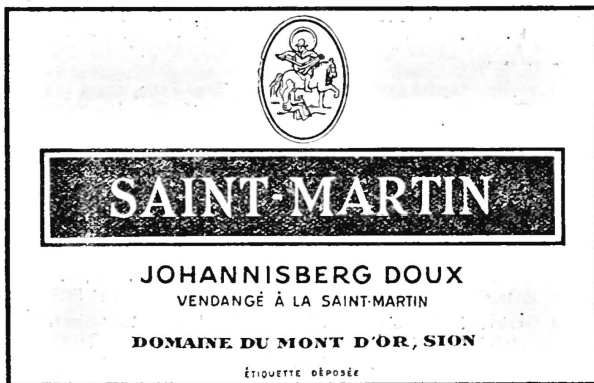 SAINT-MARTIN
JOHANNISBERG DOUX
VENDANGÉ À LA SAINT-MARTIN
DOMAINE DU MONT D'OR, SION
ÉTIQUETTE DÉPOSÉE